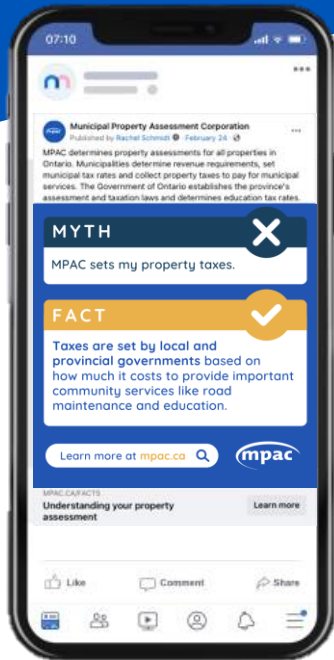 07:10
Municipal Property Assessment Corporation
Published by Rachel Schmidt · February 24
MPAC determines property assessments for all properties in
Ontario. Municipalities determine revenue requirements, set
municipal tax rates and collect property taxes to pay for municipal
services. The Government of Ontario establishes the province's
assessment and taxation laws and determines education tax rates.
MYTH
MPAC sets my property taxes.
FACT
Taxes are set by local and
provincial governments based on
how much it costs to provide important
community services like road
maintenance and education.
Learn more at mpac.ca
mpac
MPAC.CA/FACTS
Understanding your property
assessment
Learn more
Like
Comment
Share